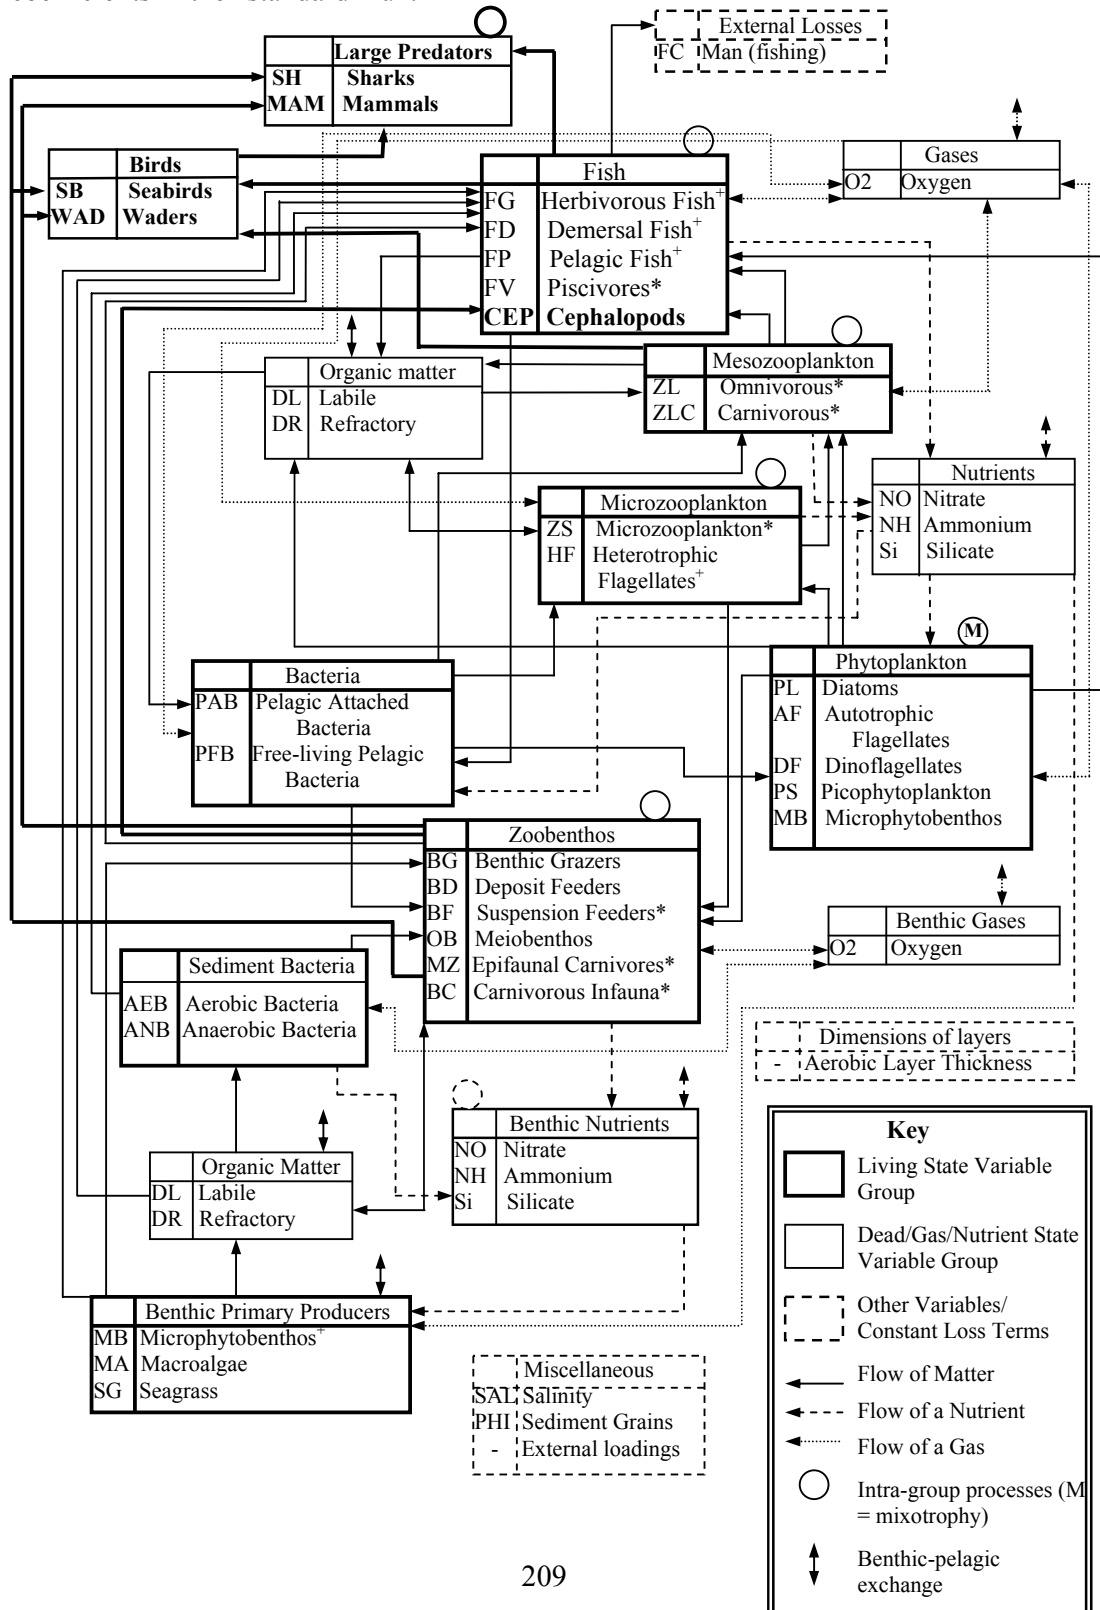 Large Predators
SH Sharks
MAM Mammals
External Losses
FC Man (fishing)
Birds
SB Seabirds
WAD Waders
Fish
FG Herbivorous Fish+
FD Demersal Fish+
FP Pelagic Fish+
FV Piscivores*
CEP Cephalopods
Gases
O2 Oxygen
Organic matter
DL Labile
DR Refractory
Mesozooplankton
ZL Omnivorous*
ZLC Carnivorous*
Microzooplankton
ZS Microzooplankton*
HF Heterotrophic
Flagellates+
Nutrients
NO Nitrate
NH Ammonium
Si Silicate
Bacteria
PAB Pelagic Attached
Bacteria
PFB Free-living Pelagic
Bacteria
M
Phytoplankton
PL Diatoms
AF Autotrophic
Flagellates
DF Dinoflagellates
PS Picophytoplankton
MB Microphytobenthos
Zoobenthos
BG Benthic Grazers
BD Deposit Feeders
BF Suspension Feeders*
OB Meiobenthos
MZ Epifaunal Carnivores*
BC Carnivorous Infauna*
Benthic Gases
O2 Oxygen
Sediment Bacteria
AEB Aerobic Bacteria
ANB Anaerobic Bacteria
Dimensions of layers
- Aerobic Layer Thickness
Organic Matter
DL Labile
DR Refractory
Benthic Nutrients
NO Nitrate
NH Ammonium
Si Silicate
Benthic Primary Producers
MB Microphytobenthos+
MA Macroalgae
SG Seagrass
Miscellaneous
SAL Salinity
PHI Sediment Grains
- External loadings
Key
Living State Variable
Group
Dead/Gas/Nutrient State
Variable Group
Other Variables/
Constant Loss Terms
Flow of Matter
Flow of a Nutrient
Flow of a Gas
Intra-group processes (M
= mixotrophy)
Benthic-pelagic
exchange
209